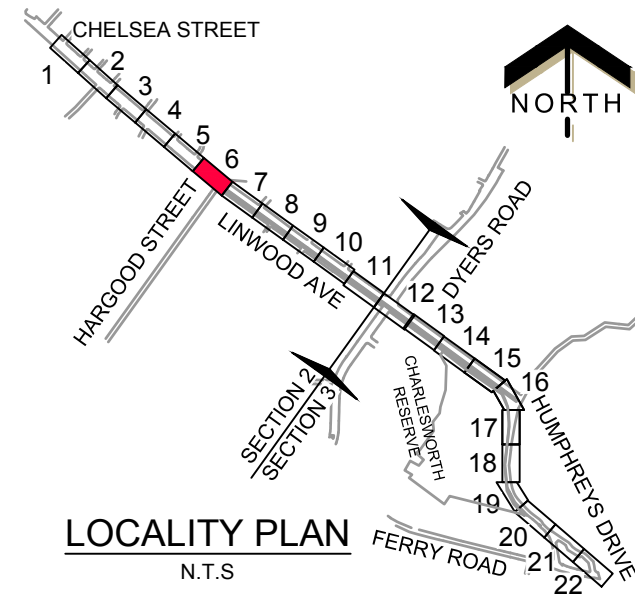 CHELSEA STREET
1
2
3
4
5
6
7
8
9
10
11
12
13
14
15
16
17
18
19
20
21
22
NORTH
HARGOOD STREET
LINWOOD AVE
DYERS ROAD
SECTION 2
SECTION 3
CHARLESWORTH
RESERVE
HUMPHREYS DRIVE
FERRY ROAD
LOCALITY PLAN
N.T.S